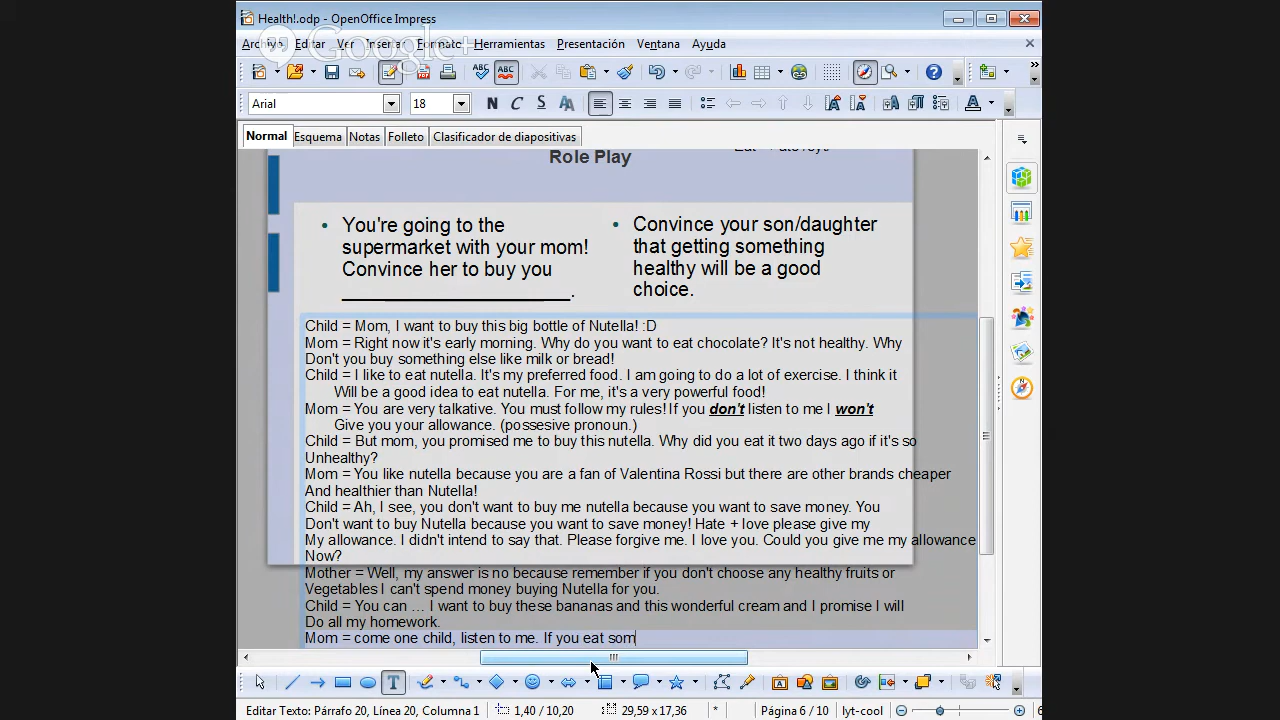 Health!.odp - OpenOffice Impress
Archivo Editar Ver Insertar Formato Herramientas Presentación Ventana Ayuda
Google+
Arial 18 N C S
Normal Esquema Notas Folleto Clasificador de diapositivas
Role Play
• You're going to the
supermarket with your mom!
Convince her to buy you
____________________.
• Convince your son/daughter
that getting something
healthy will be a good
choice.
Child = Mom, I want to buy this big bottle of Nutella! :D
Mom = Right now it's early morning. Why do you want to eat chocolate? It's not healthy. Why
Don't you buy something else like milk or bread!
Child = I like to eat nutella. It's my preferred food. I am going to do a lot of exercise. I think it
Will be a good idea to eat nutella. For me, it's a very powerful food!
Mom = You are very talkative. You must follow my rules! If you don't listen to me I won't
Give you your allowance. (possesive pronoun.)
Child = But mom, you promised me to buy this nutella. Why did you eat it two days ago if it's so
Unhealthy?
Mom = You like nutella because you are a fan of Valentina Rossi but there are other brands cheaper
And healthier than Nutella!
Child = Ah, I see, you don't want to buy me nutella because you want to save money. You
Don't want to buy Nutella because you want to save money! Hate + love please give my
My allowance. I didn't intend to say that. Please forgive me. I love you. Could you give me my allowance
Now?
Mother = Well, my answer is no because remember if you don't choose any healthy fruits or
Vegetables I can't spend money buying Nutella for you.
Child = You can ... I want to buy these bananas and this wonderful cream and I promise I will
Do all my homework.
Mom = come one child, listen to me. If you eat som
Editar Texto: Párrafo 20, Línea 20, Columna 1 1,40 / 10,20 29,59 x 17,36 * Página 6 / 10 lyt-cool